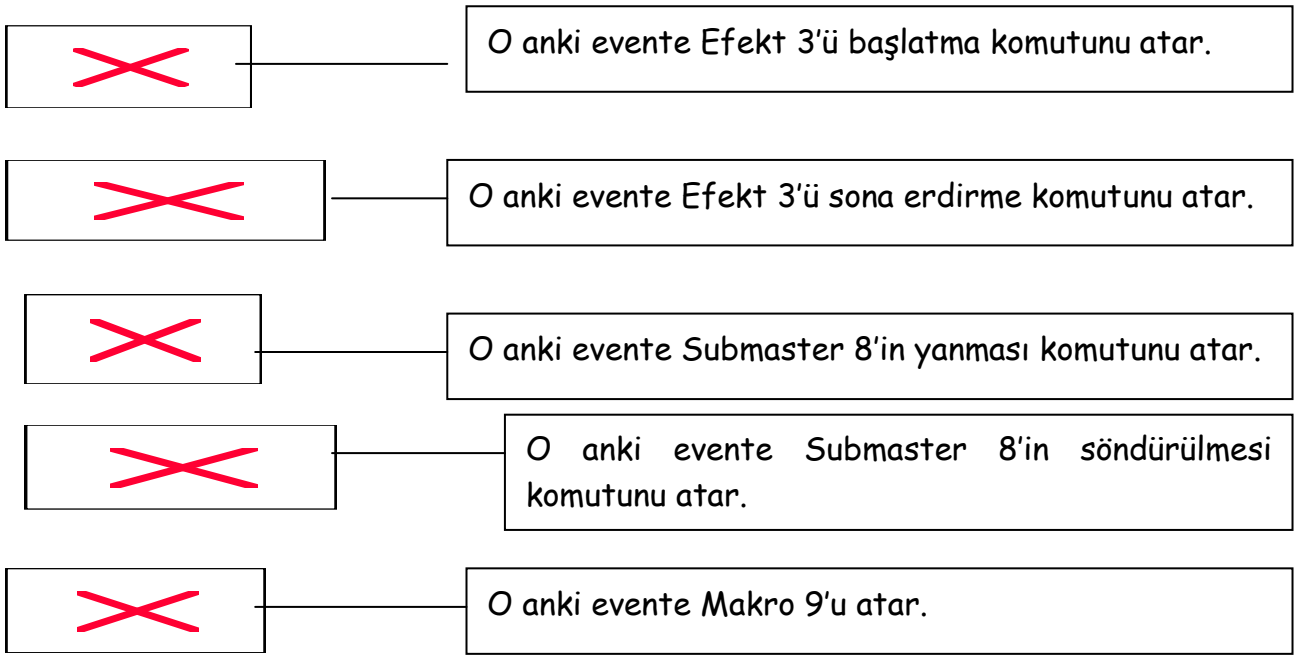 O anki evente Efekt 3’ü başlatma komutunu atar.
O anki evente Efekt 3’ü sona erdirme komutunu atar.
O anki evente Submaster 8’in yanması komutunu atar.
O anki evente Submaster 8’in söndürülmesi
komutunu atar.
O anki evente Makro 9’u atar.